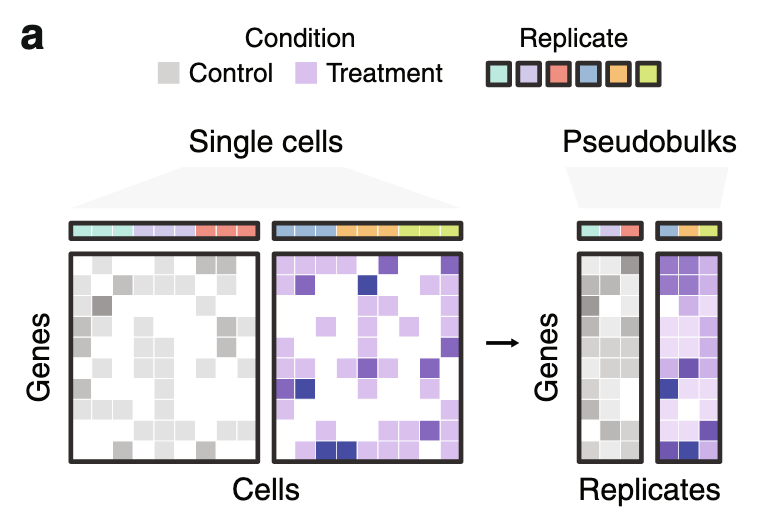 a
Condition
Control
Treatment
Replicate
Single cells
Pseudobulks
Genes
Cells
Genes
Replicates